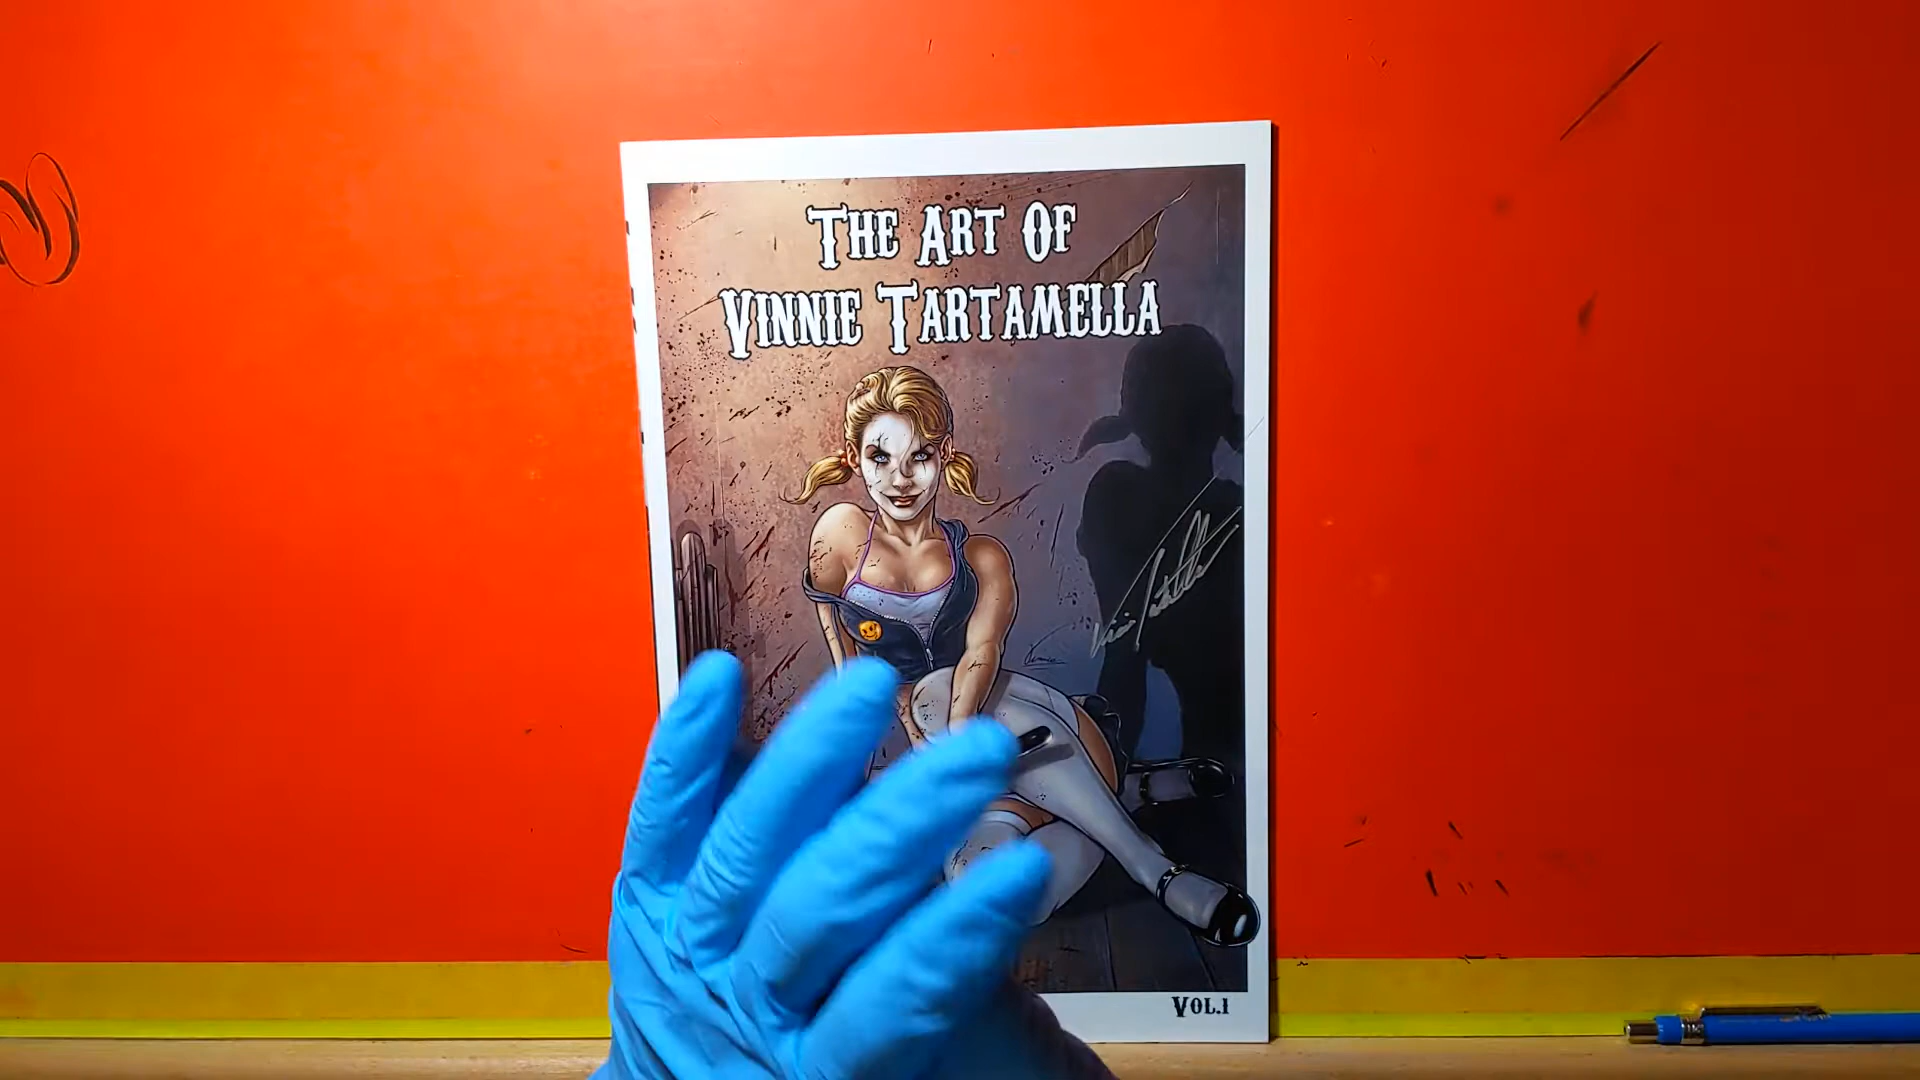 The Art Of
Vinnie Tartamella
Vol.1